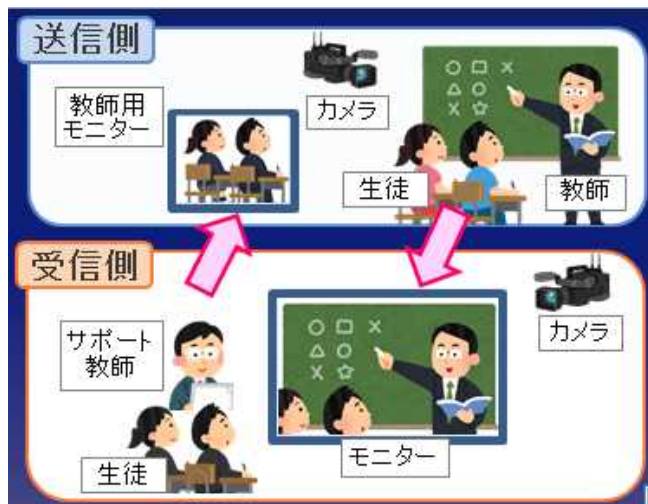 送信側
教師用
モニター
カメラ
生徒
教師
受信側
サポート
教師
生徒
モニター
カメラ